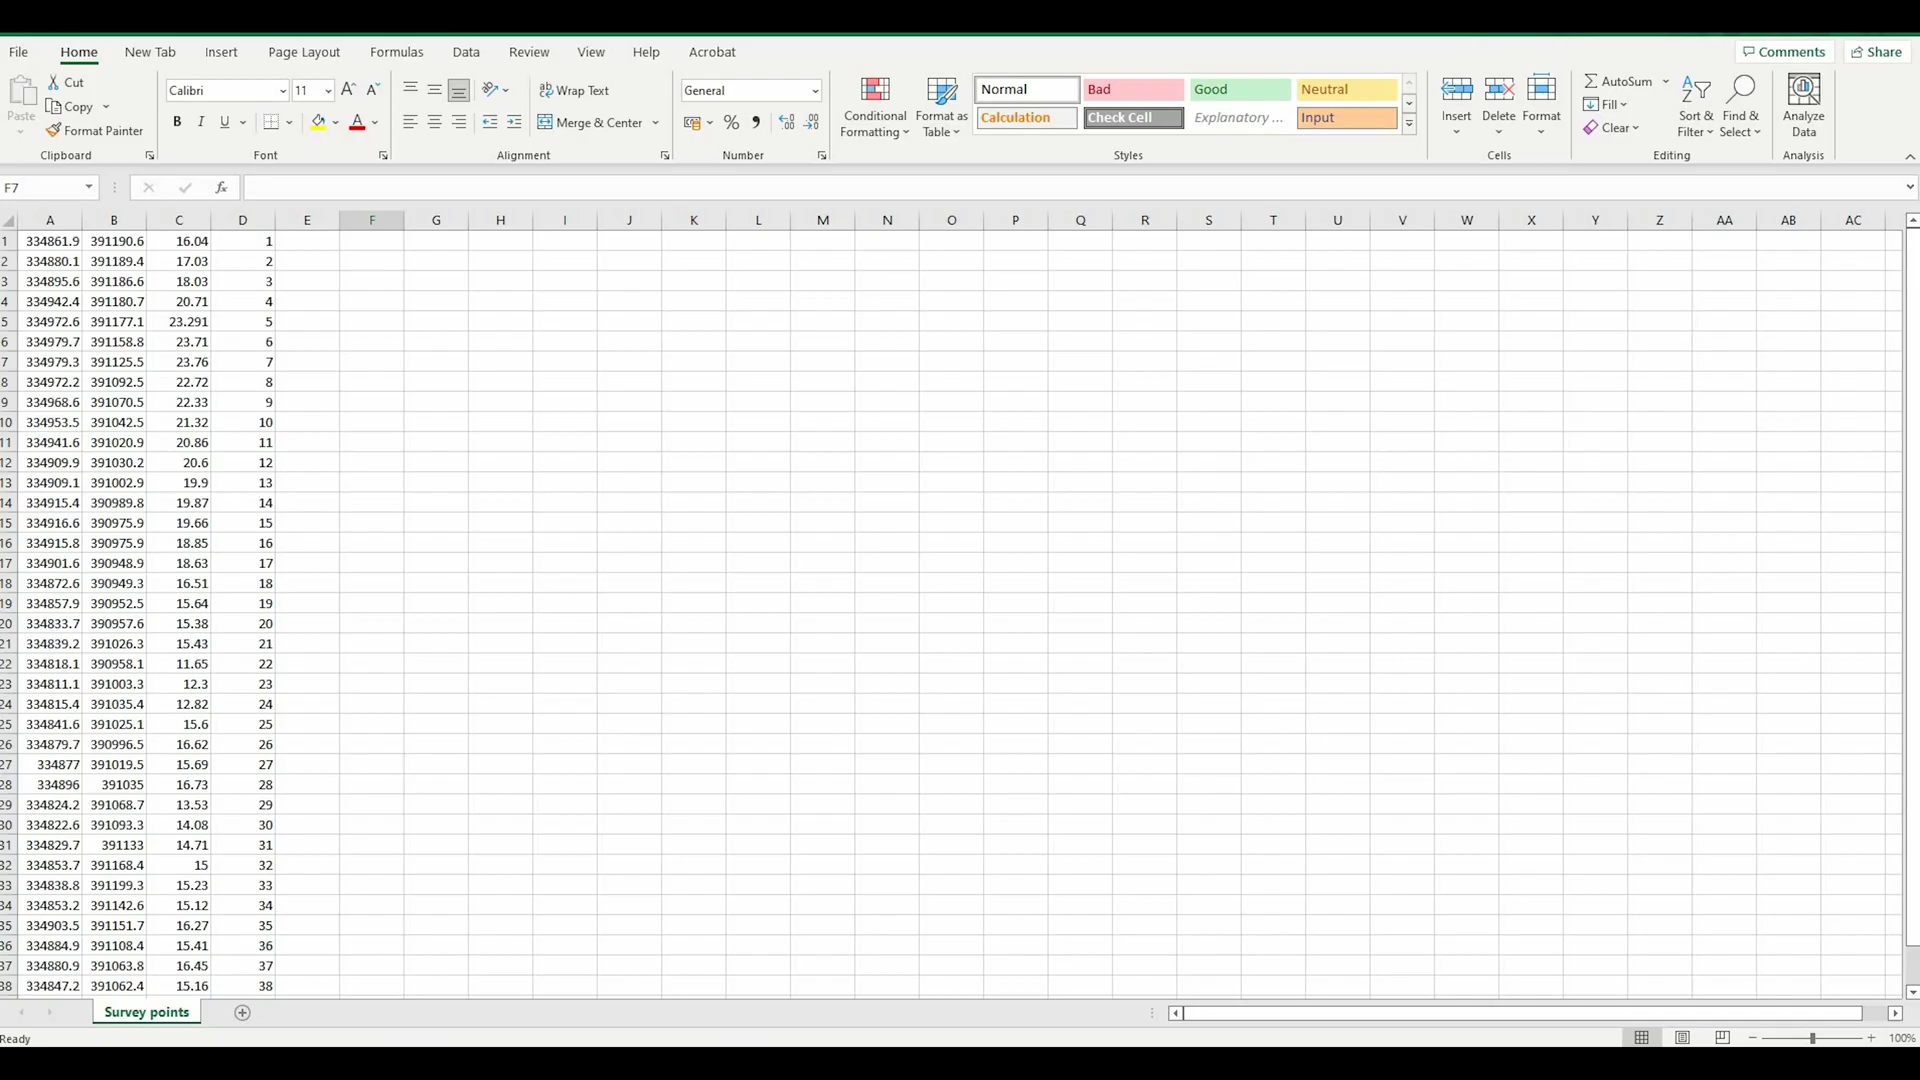 File Home New Tab Insert Page Layout Formulas Data Review View Help Acrobat Comments Share
Paste Cut Copy Format Painter Clipboard
Calibri 11 A A B I U A Font
ab Wrap Text Merge & Center Alignment
General % , Number
Conditional Formatting Format as Table
Normal Bad Good Neutral
Calculation Check Cell Explanatory ... Input
Styles
Insert Delete Format Cells
AutoSum Fill Clear Sort & Filter Find & Select Editing
Analyze Data Analysis
F7 fx
A B C D E F G H I J K L M N O P Q R S T U V W X Y Z AA AB AC
1 334861.9 391190.6 16.04 1
2 334880.1 391189.4 17.03 2
3 334895.6 391186.6 18.03 3
4 334942.4 391180.7 20.71 4
5 334972.6 391177.1 23.291 5
6 334979.7 391158.8 23.71 6
7 334979.3 391125.5 23.76 7
8 334972.2 391092.5 22.72 8
9 334968.6 391070.5 22.33 9
10 334953.5 391042.5 21.32 10
11 334941.6 391020.9 20.86 11
12 334909.9 391030.2 20.6 12
13 334909.1 391002.9 19.9 13
14 334915.4 390989.8 19.87 14
15 334916.6 390975.9 19.66 15
16 334915.8 390975.9 18.85 16
17 334901.6 390948.9 18.63 17
18 334872.6 390949.3 16.51 18
19 334857.9 390952.5 15.64 19
20 334833.7 390957.6 15.38 20
21 334839.2 391026.3 15.43 21
22 334818.1 390958.1 11.65 22
23 334811.1 391003.3 12.3 23
24 334815.4 391035.4 12.82 24
25 334841.6 391025.1 15.6 25
26 334879.7 390996.5 16.62 26
27 334877 391019.5 15.69 27
28 334896 391035 16.73 28
29 334824.2 391068.7 13.53 29
30 334822.6 391093.3 14.08 30
31 334829.7 391133 14.71 31
32 334853.7 391168.4 15 32
33 334838.8 391199.3 15.23 33
34 334853.2 391142.6 15.12 34
35 334903.5 391151.7 16.27 35
36 334884.9 391108.4 15.41 36
37 334880.9 391063.8 16.45 37
38 334847.2 391062.4 15.16 38
Survey points
Ready 100%